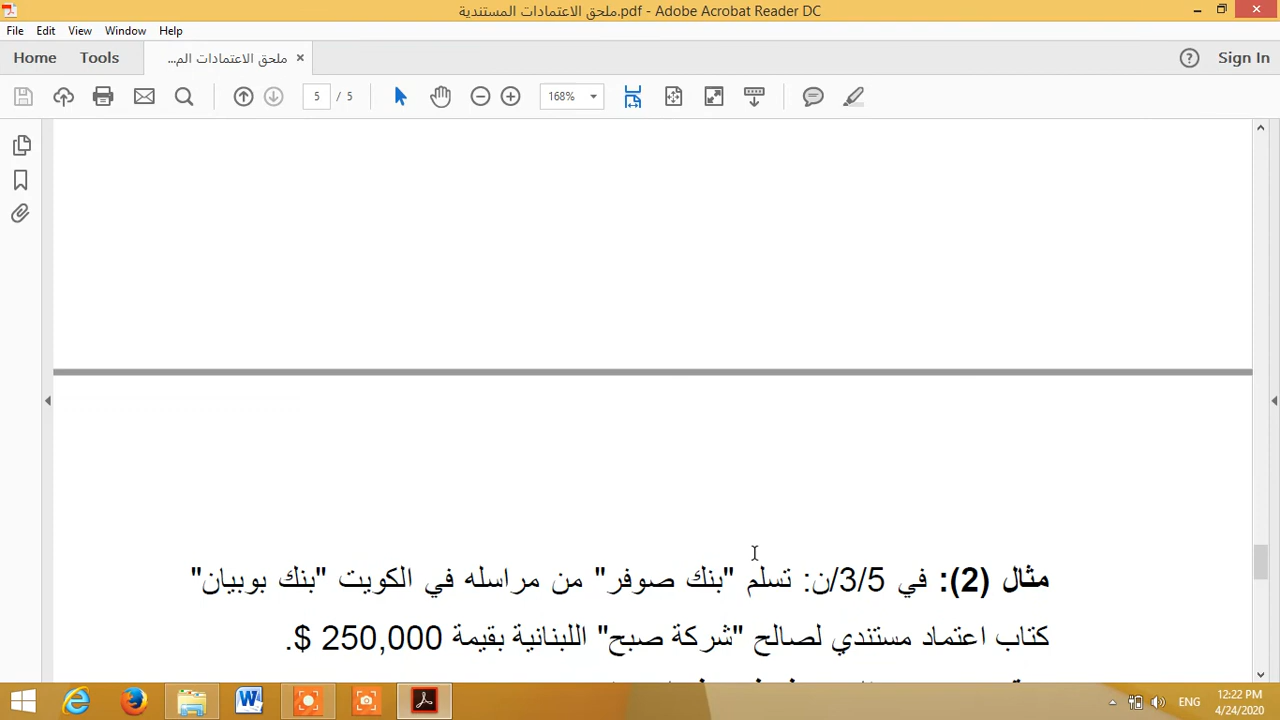 ملحق الاعتمادات المستندية.pdf - Adobe Acrobat Reader DC
File Edit View Window Help
Home Tools ملحق الاعتمادات الم... × Sign In
5 / 5 168%
مثال (2): في 3/5/ن: تسلم "بنك صوفر" من مراسله في الكويت "بنك بوبيان"
كتاب اعتماد مستندي لصالح "شركة صبح" اللبنانية بقيمة 250,000 $.
ENG 12:22 PM
4/24/2020